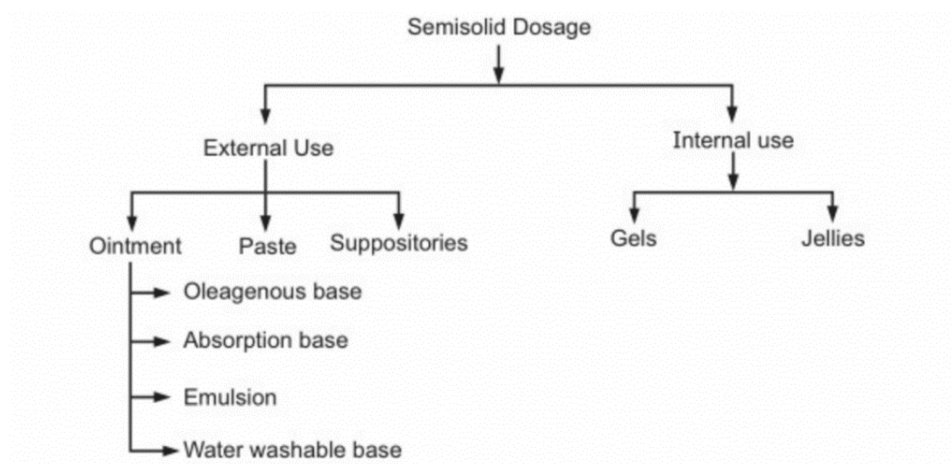 Semisolid Dosage
External Use
Internal use
Ointment
Paste
Suppositories
Gels
Jellies
Oleagenous base
Absorption base
Emulsion
Water washable base